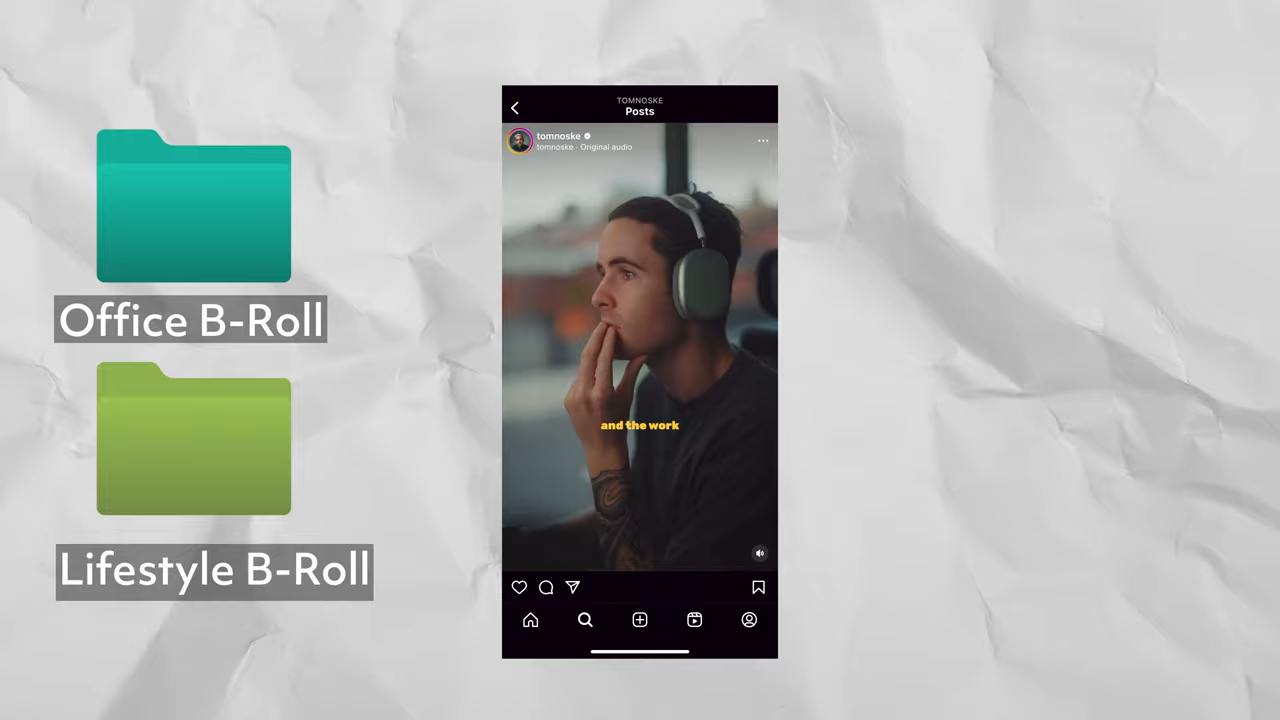 Office B-Roll
Lifestyle B-Roll
TOMNOSKE
Posts
tomnoske
tomnoske · Original audio
and the work